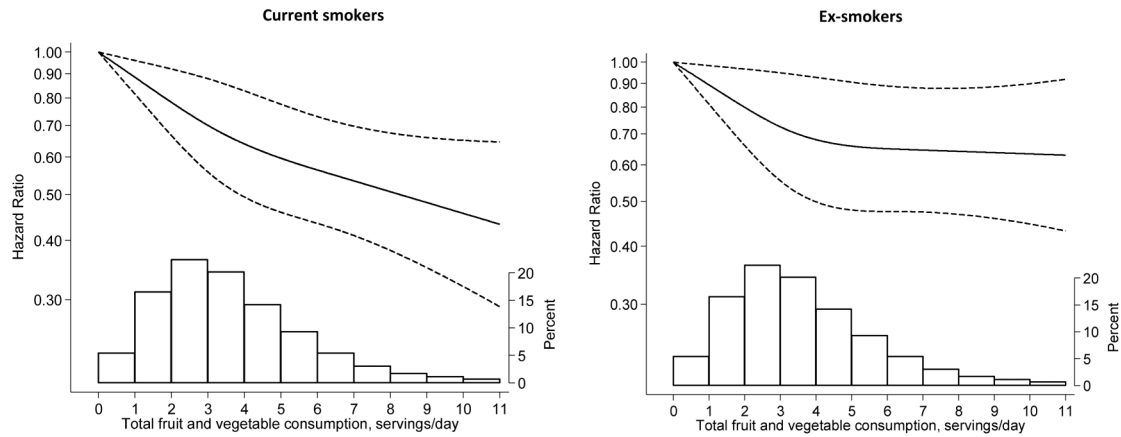 Current smokers
1.00
0.90
0.80
0.70
0.60
0.50
0.40
0.30
Hazard Ratio
20
15
10
5
0
Percent
0 1 2 3 4 5 6 7 8 9 10 11
Total fruit and vegetable consumption, servings/day
Ex-smokers
1.00
0.90
0.80
0.70
0.60
0.50
0.40
0.30
Hazard Ratio
20
15
10
5
0
Percent
0 1 2 3 4 5 6 7 8 9 10 11
Total fruit and vegetable consumption, servings/day